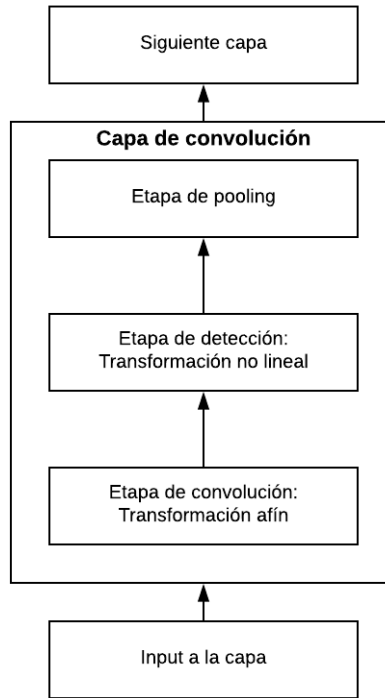 Siguiente capa
Capa de convolución
Etapa de pooling
Etapa de detección:
Transformación no lineal
Etapa de convolución:
Transformación afín
Input a la capa